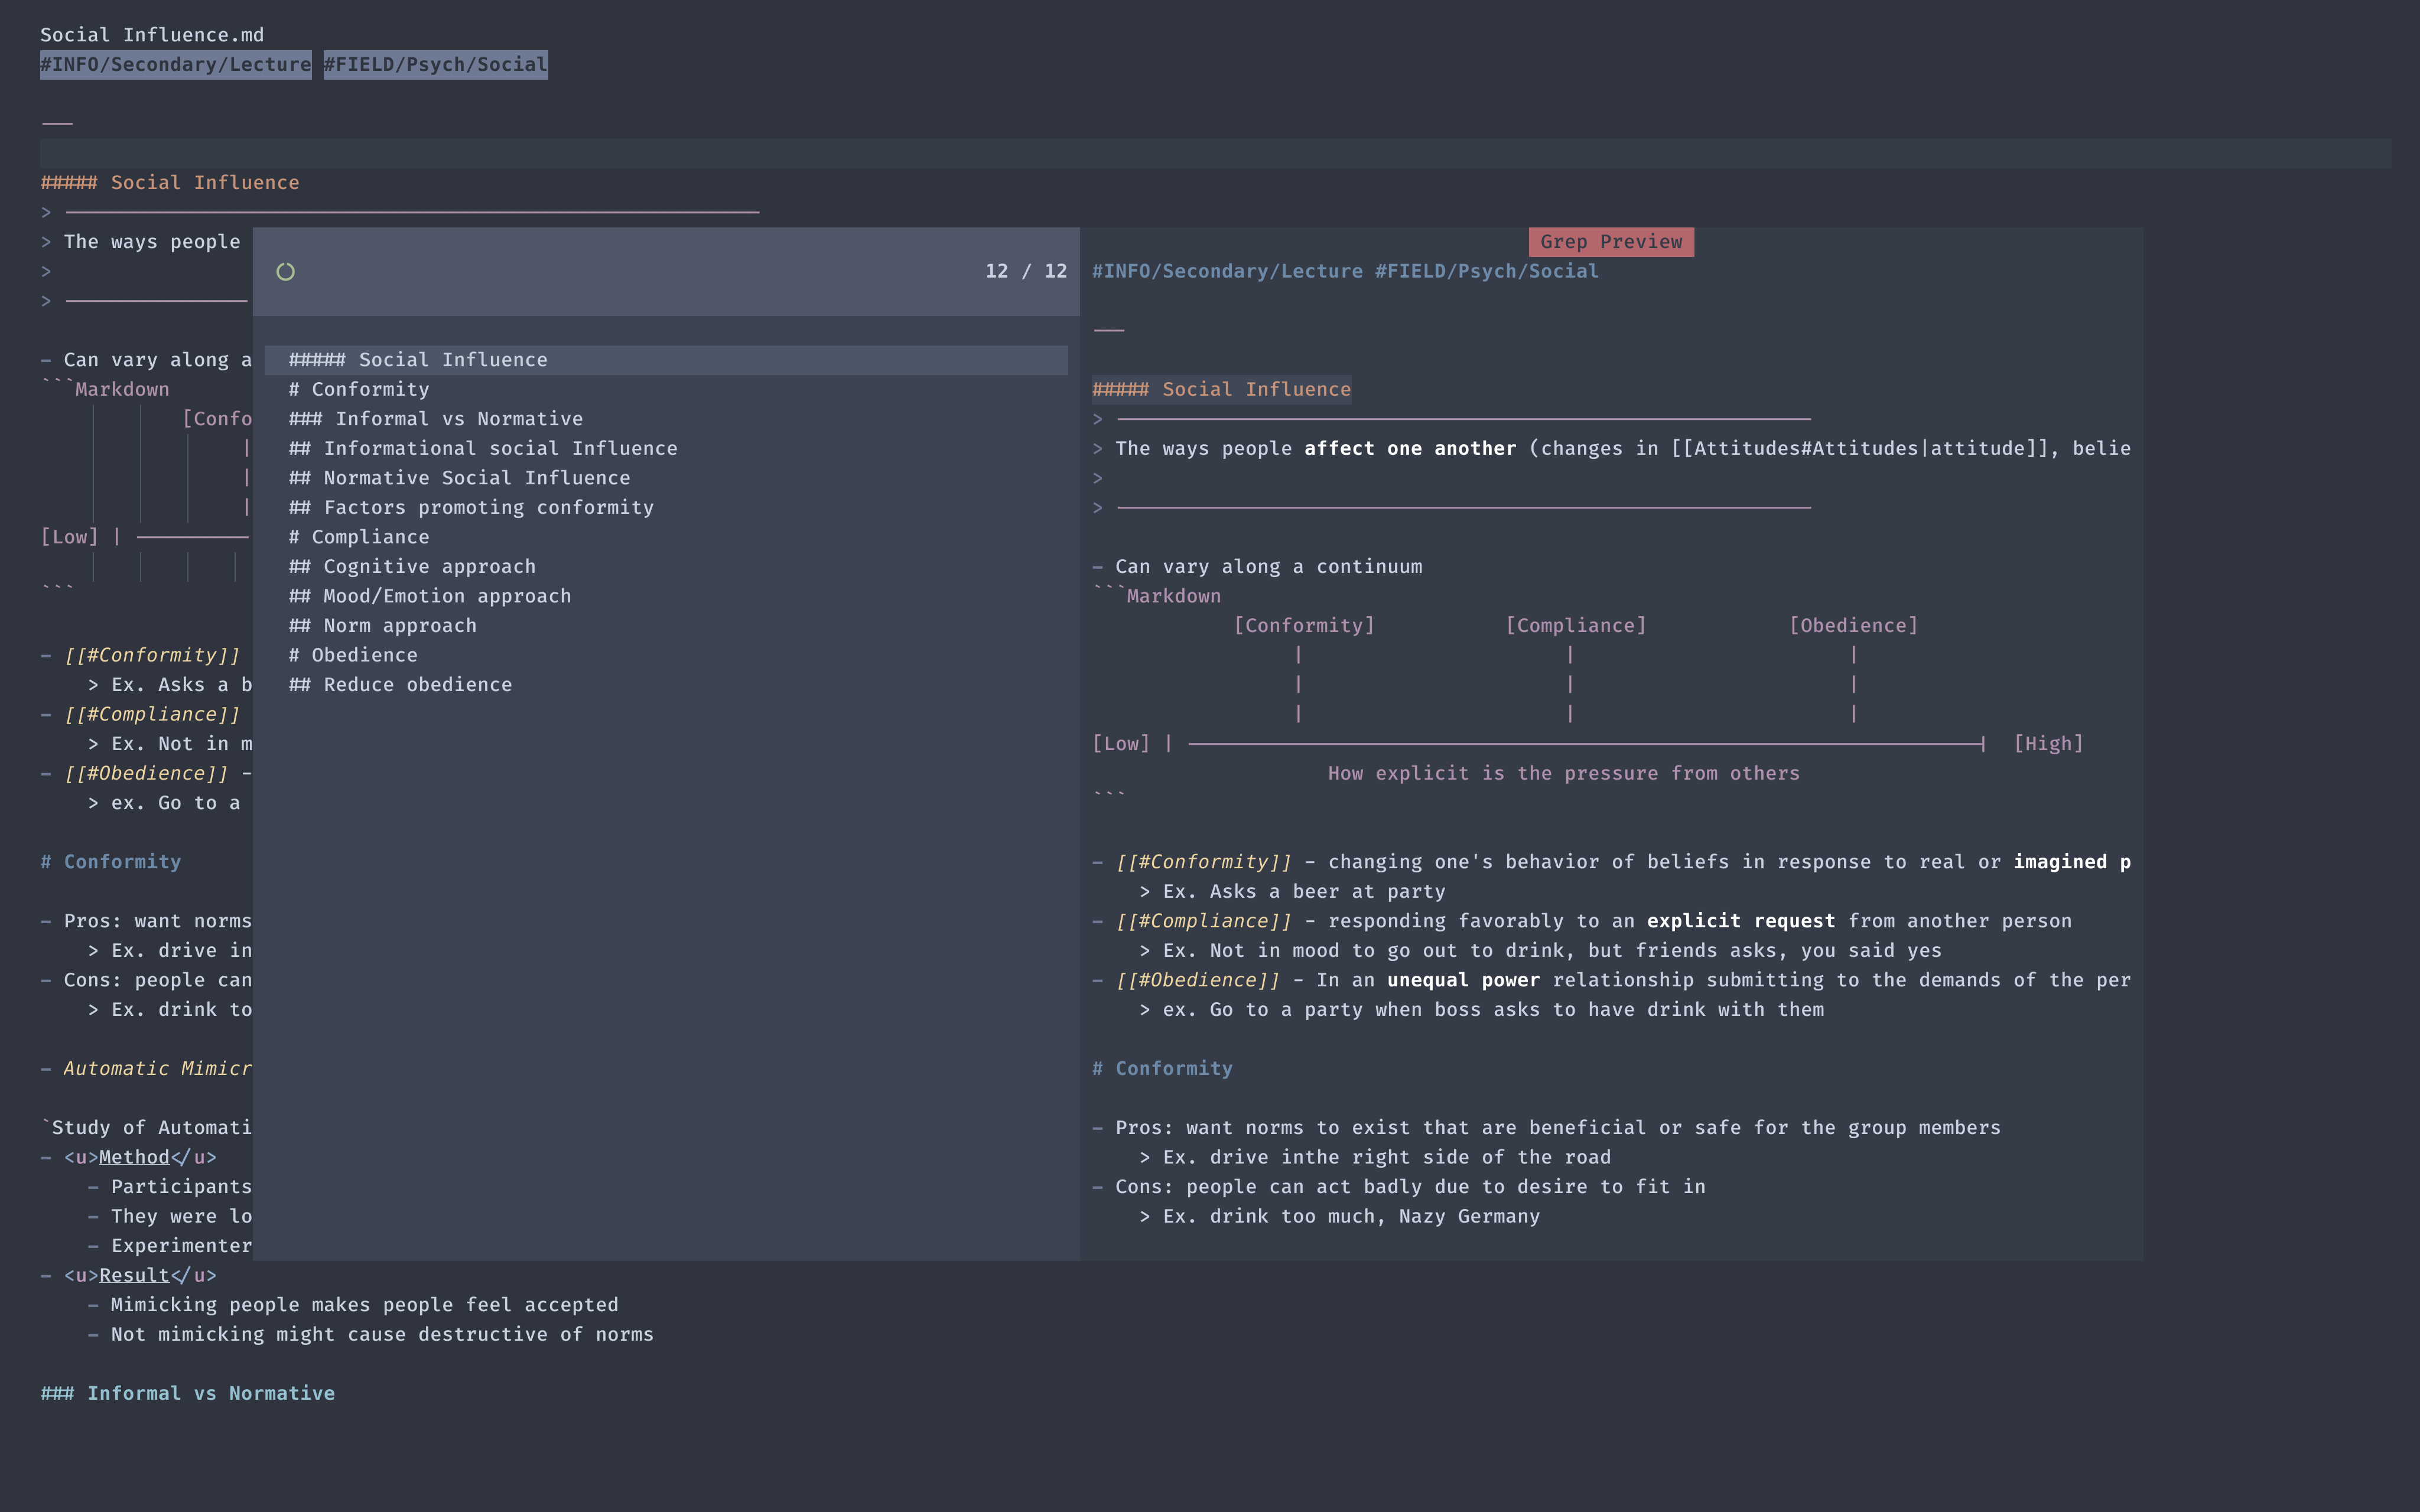 Social Influence.md
#INFO/Secondary/Lecture #FIELD/Psych/Social
---
##### Social Influence
>
> The ways people
>
>
- Can vary along a
```Markdown
[Confo
|
|
|
[Low] |
```
- [[#Conformity]]
> Ex. Asks a b
- [[#Compliance]]
> Ex. Not in m
- [[#Obedience]] -
> ex. Go to a
# Conformity
- Pros: want norms
> Ex. drive in
- Cons: people can
> Ex. drink to
- Automatic Mimicr
`Study of Automati
- <u>Method</u>
- Participants
- They were lo
- Experimenter
- <u>Result</u>
- Mimicking people makes people feel accepted
- Not mimicking might cause destructive of norms
### Informal vs Normative
12 / 12
##### Social Influence
# Conformity
### Informal vs Normative
## Informational social Influence
## Normative Social Influence
## Factors promoting conformity
# Compliance
## Cognitive approach
## Mood/Emotion approach
## Norm approach
# Obedience
## Reduce obedience
Grep Preview
#INFO/Secondary/Lecture #FIELD/Psych/Social
---
##### Social Influence
>
> The ways people affect one another (changes in [[Attitudes#Attitudes|attitude]], belie
>
>
- Can vary along a continuum
```Markdown
[Conformity] [Compliance] [Obedience]
| | |
| | |
| | |
[Low] | | [High]
How explicit is the pressure from others
```
- [[#Conformity]] - changing one's behavior of beliefs in response to real or imagined p
> Ex. Asks a beer at party
- [[#Compliance]] - responding favorably to an explicit request from another person
> Ex. Not in mood to go out to drink, but friends asks, you said yes
- [[#Obedience]] - In an unequal power relationship submitting to the demands of the per
> ex. Go to a party when boss asks to have drink with them
# Conformity
- Pros: want norms to exist that are beneficial or safe for the group members
> Ex. drive inthe right side of the road
- Cons: people can act badly due to desire to fit in
> Ex. drink too much, Nazy Germany